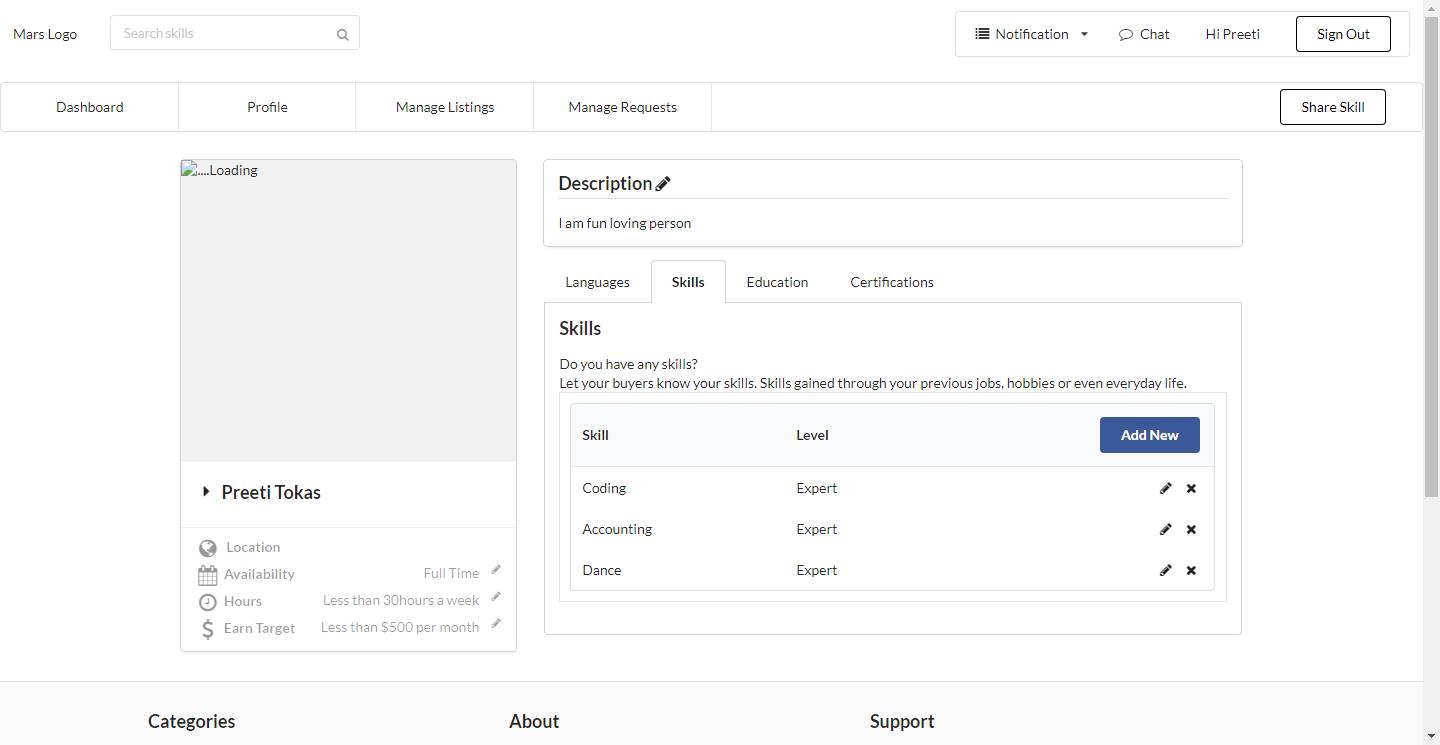 Mars Logo
Search skills
Notification
Chat
Hi Preeti
Sign Out
Dashboard
Profile
Manage Listings
Manage Requests
Share Skill
....Loading
Preeti Tokas
Location
Availability Full Time
Hours Less than 30hours a week
Earn Target Less than $500 per month
Description
I am fun loving person
Languages
Skills
Education
Certifications
Skills
Do you have any skills?
Let your buyers know your skills. Skills gained through your previous jobs, hobbies or even everyday life.
Skill Level Add New
Coding Expert
Accounting Expert
Dance Expert
Categories
About
Support